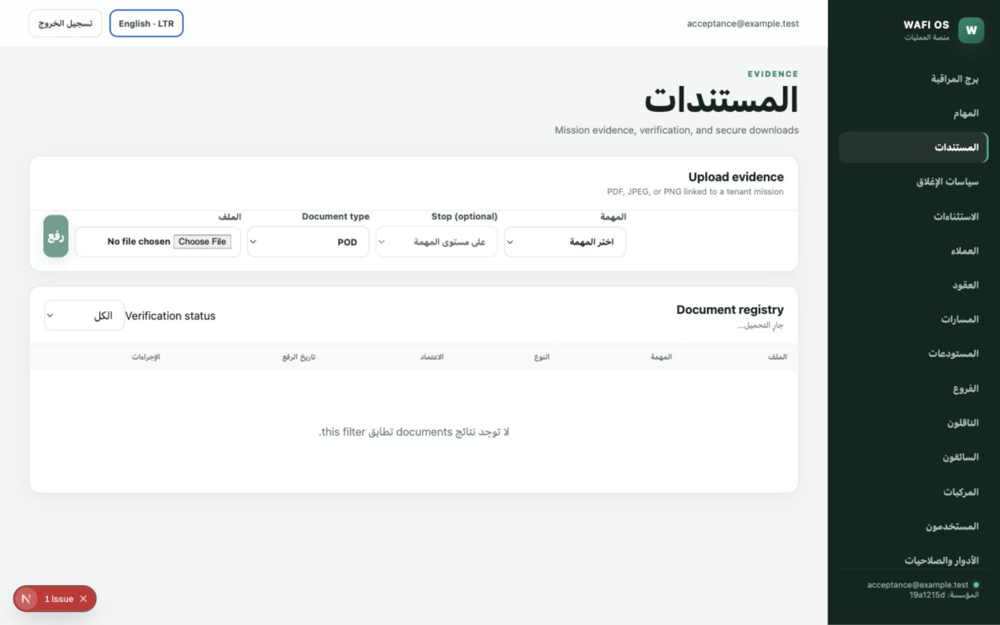 WAFI OS
منصة العمليات
برج المراقبة
المهام
المستندات
سياسات الإغلاق
الاستثناءات
العملاء
العقود
المسارات
المستودعات
الفروع
الناقلون
السائقون
المركبات
المستخدمون
الأدوار والصلاحيات
acceptance@example.test
المؤسسة: 19a1215d
acceptance@example.test
English · LTR
تسجيل الخروج
EVIDENCE
المستندات
Mission evidence, verification, and secure downloads
Upload evidence
PDF, JPEG, or PNG linked to a tenant mission
المهمة
اختر المهمة
Stop (optional)
على مستوى المهمة
Document type
POD
الملف
Choose File No file chosen
رفع
Document registry
جارٍ التحميل...
Verification status
الكل
الملف المهمة النوع الاعتماد تاريخ الرفع الإجراءات
لا توجد نتائج documents تطابق this filter.
N 1 Issue